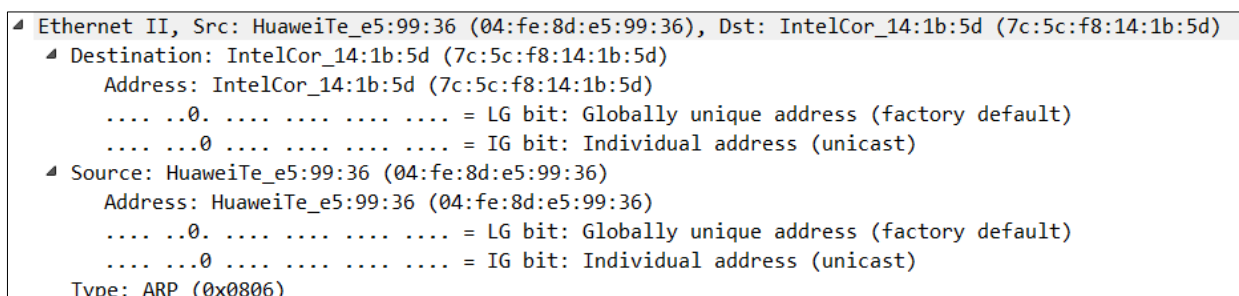 Ethernet II, Src: HuaweiTe_e5:99:36 (04:fe:8d:e5:99:36), Dst: IntelCor_14:1b:5d (7c:5c:f8:14:1b:5d)
Destination: IntelCor_14:1b:5d (7c:5c:f8:14:1b:5d)
Address: IntelCor_14:1b:5d (7c:5c:f8:14:1b:5d)
.... ..0. .... .... .... .... = LG bit: Globally unique address (factory default)
.... ...0 .... .... .... .... = IG bit: Individual address (unicast)
Source: HuaweiTe_e5:99:36 (04:fe:8d:e5:99:36)
Address: HuaweiTe_e5:99:36 (04:fe:8d:e5:99:36)
.... ..0. .... .... .... .... = LG bit: Globally unique address (factory default)
.... ...0 .... .... .... .... = IG bit: Individual address (unicast)
Type: ARP (0x0806)